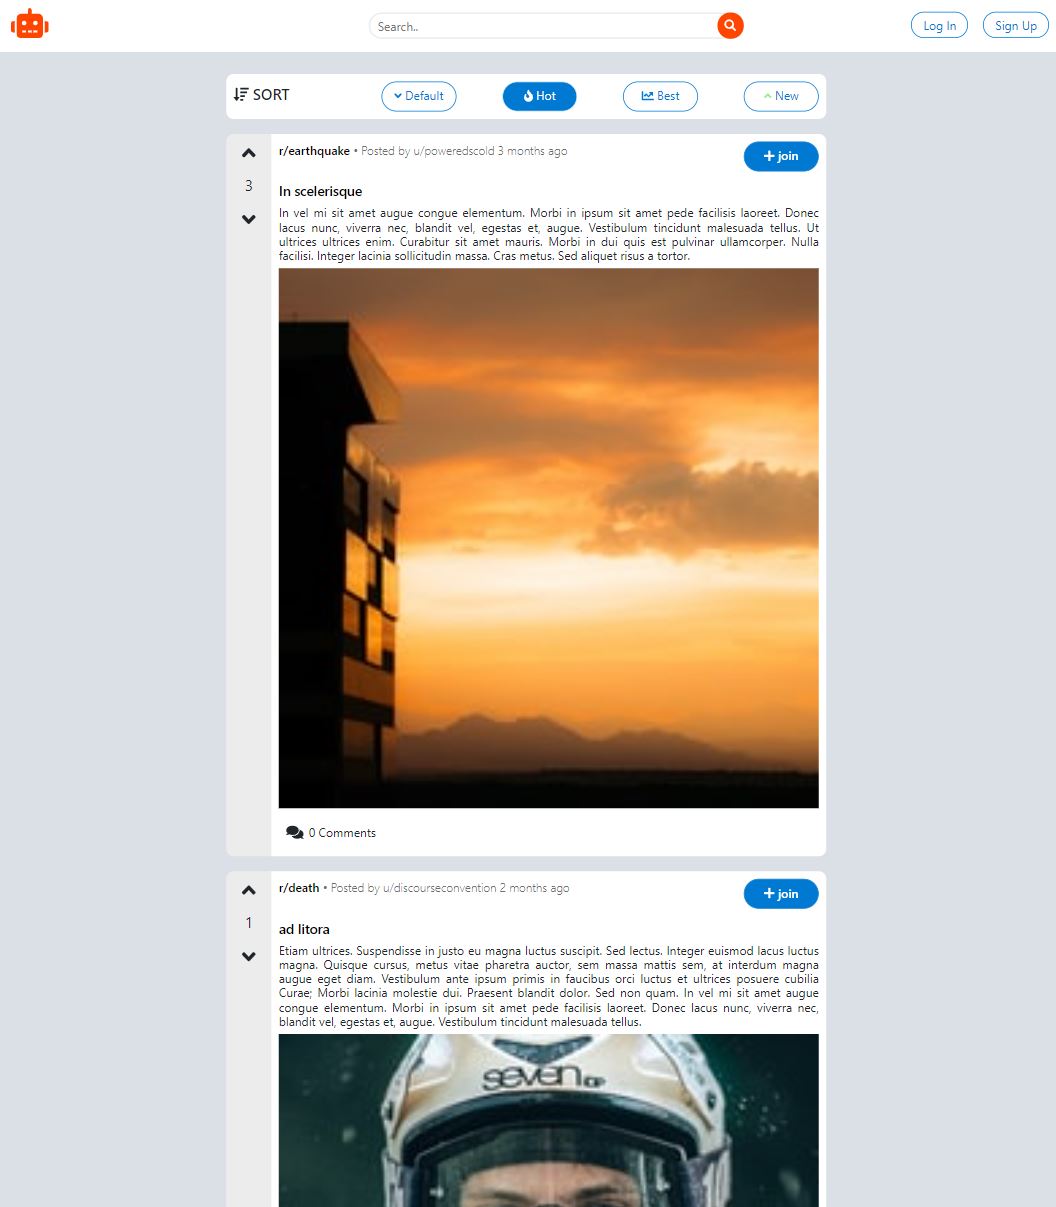 Search..
Log In
Sign Up
SORT
Default
Hot
Best
New
r/earthquake • Posted by u/poweredscold 3 months ago
join
3
In scelerisque
In vel mi sit amet augue congue elementum. Morbi in ipsum sit amet pede facilisis laoreet. Donec
lacus nunc, viverra nec, blandit vel, egestas et, augue. Vestibulum tincidunt malesuada tellus. Ut
ultrices ultrices enim. Curabitur sit amet mauris. Morbi in dui quis est pulvinar ullamcorper. Nulla
facilisi. Integer lacinia sollicitudin massa. Cras metus. Sed aliquet risus a tortor.
0 Comments
r/death • Posted by u/discourseconvention 2 months ago
join
1
ad litora
Etiam ultrices. Suspendisse in justo eu magna luctus suscipit. Sed lectus. Integer euismod lacus luctus
magna. Quisque cursus, metus vitae pharetra auctor, sem massa mattis sem, at interdum magna
augue eget diam. Vestibulum ante ipsum primis in faucibus orci luctus et ultrices posuere cubilia
Curae; Morbi lacinia molestie dui. Praesent blandit dolor. Sed non quam. In vel mi sit amet augue
congue elementum. Morbi in ipsum sit amet pede facilisis laoreet. Donec lacus nunc, viverra nec,
blandit vel, egestas et, augue. Vestibulum tincidunt malesuada tellus.
seven